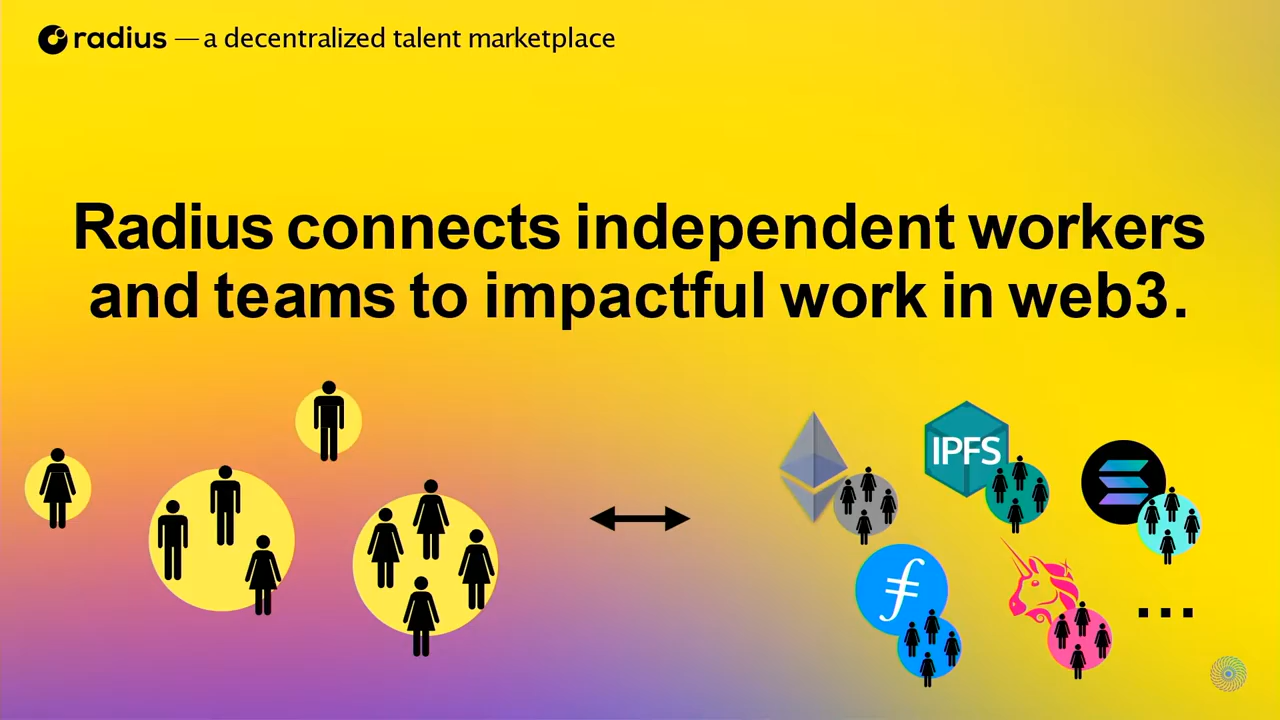 radius — a decentralized talent marketplace
Radius connects independent workers
and teams to impactful work in web3.
IPFS
...